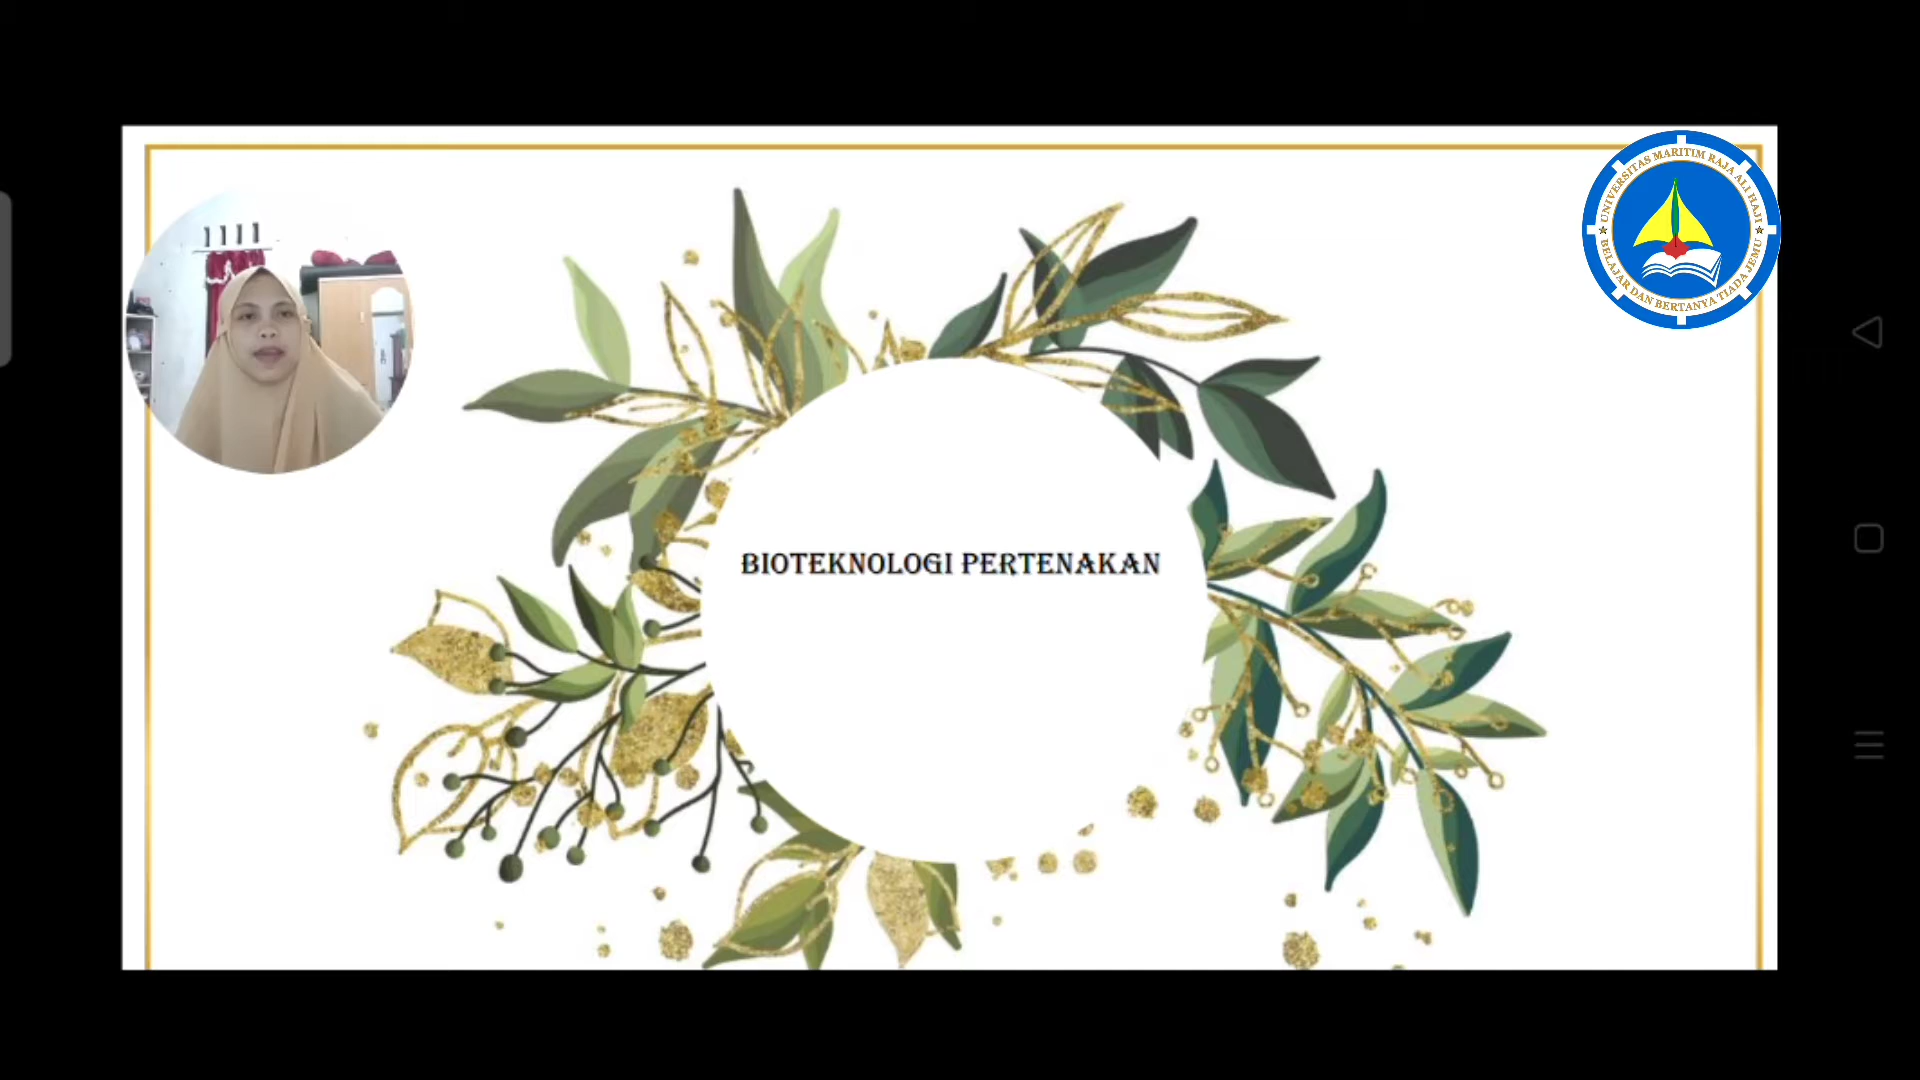 UNIVERSITAS MARITIM RAJA ALI HAJI
BELAJAR DAN BERTANYA TIADA JEMU
BIOTEKNOLOGI PERTENAKAN